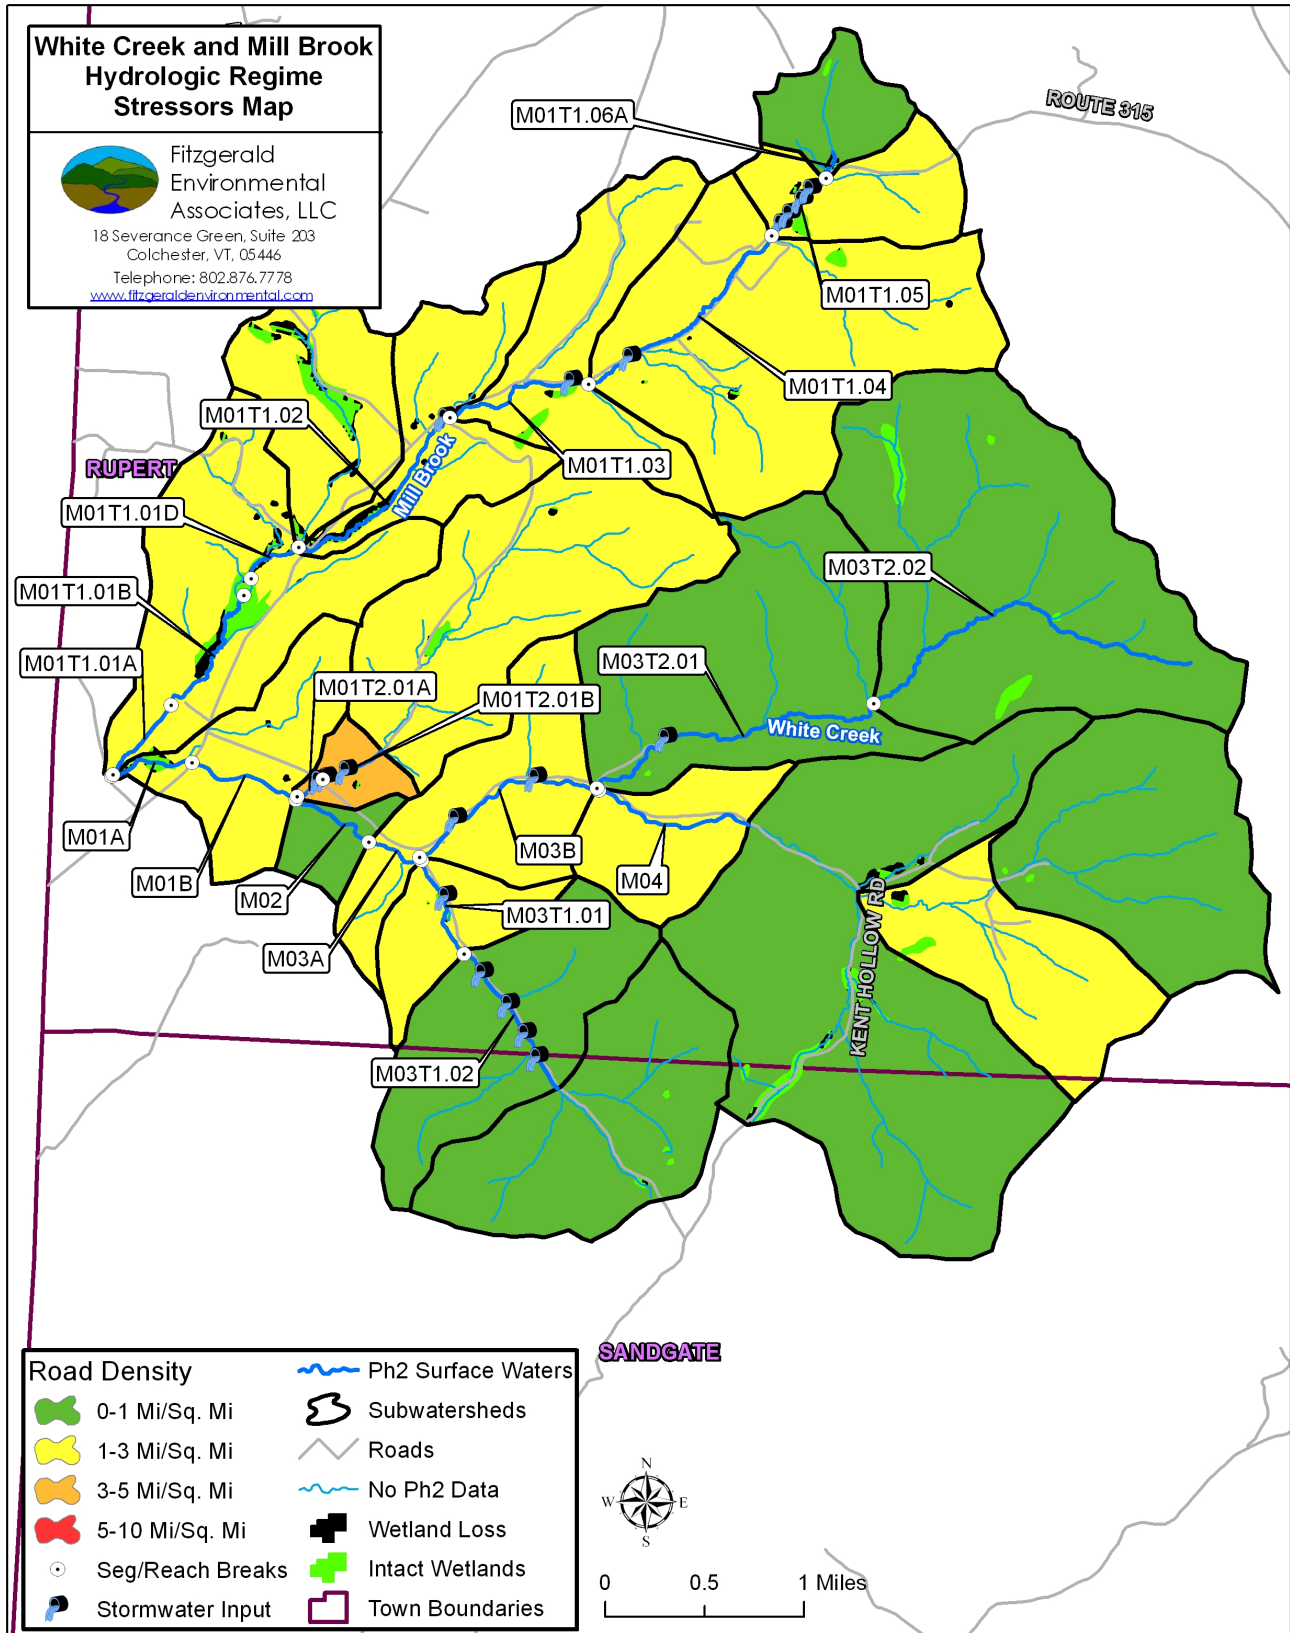 White Creek and Mill Brook
Hydrologic Regime
Stressors Map
Fitzgerald
Environmental
Associates, LLC
18 Severance Green, Suite 203
Colchester, VT, 05446
Telephone: 802.876.7778
www.fitzgeraldenvironmental.com
ROUTE 315
M01T1.06A
M01T1.05
M01T1.04
M01T1.02
M01T1.03
Mill Brook
RUPERT
M01T1.01D
M03T2.02
M01T1.01B
M01T1.01A
M03T2.01
M01T2.01A
M01T2.01B
White Creek
M01A
M03B
M01B
M04
M02
M03T1.01
M03A
KENT HOLLOW RD
M03T1.02
SANDGATE
Road Density
0-1 Mi/Sq. Mi
1-3 Mi/Sq. Mi
3-5 Mi/Sq. Mi
5-10 Mi/Sq. Mi
Seg/Reach Breaks
Stormwater Input
Ph2 Surface Waters
Subwatersheds
Roads
No Ph2 Data
Wetland Loss
Intact Wetlands
Town Boundaries
N
W E
S
0 0.5 1 Miles